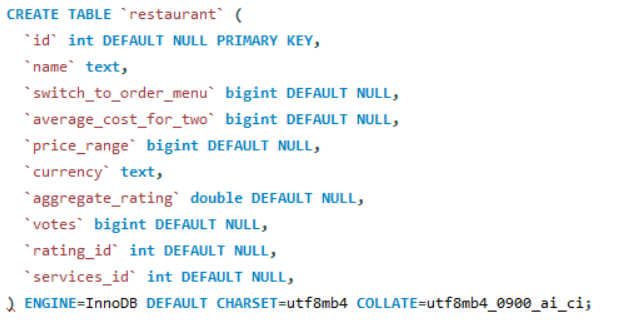 CREATE TABLE `restaurant` (
`id` int DEFAULT NULL PRIMARY KEY,
`name` text,
`switch_to_order_menu` bigint DEFAULT NULL,
`average_cost_for_two` bigint DEFAULT NULL,
`price_range` bigint DEFAULT NULL,
`currency` text,
`aggregate_rating` double DEFAULT NULL,
`votes` bigint DEFAULT NULL,
`rating_id` int DEFAULT NULL,
`services_id` int DEFAULT NULL,
) ENGINE=InnoDB DEFAULT CHARSET=utf8mb4 COLLATE=utf8mb4_0900_ai_ci;